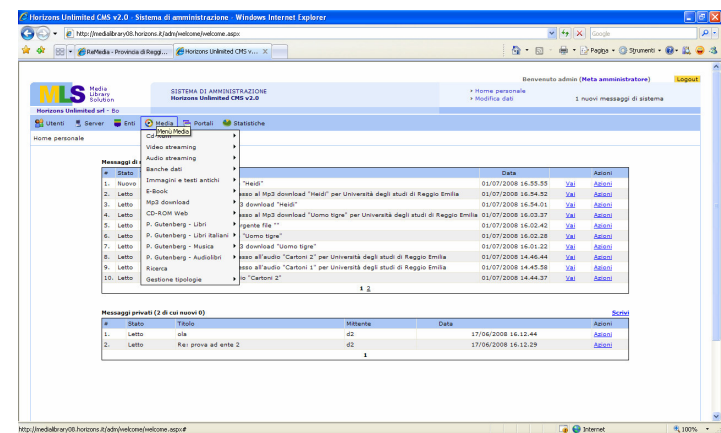 Horizons Unlimited CMS v2.0 - Sistema di amministrazione - Windows Internet Explorer
http://medialibrary08.horizons.it/adm/welcome/welcome.aspx
Google
ReMedia - Provincia di Reggi...
Horizons Unlimited CMS v... X
Pagina
Strumenti
Benvenuto admin (Meta amministratore)
Logout
MLS Media Library Solution
SISTEMA DI AMMINISTRAZIONE
Horizons Unlimited CMS v2.0
Home personale
Modifica dati
1 nuovi messaggi di sistema
Horizons Unlimited srl - Bo
Utenti Server Enti Media Portali Statistiche
Menù Media
Home personale
Cd-Rom
Video streaming
Audio streaming
Banche dati
Immagini e testi antichi
E-Book
Mp3 download
CD-ROM Web
P. Gutenberg - Libri
P. Gutenberg - Libri italiani
P. Gutenberg - Musica
P. Gutenberg - Audiolibri
Ricerca
Gestione tipologie
Messaggi di
# Stato Data Azioni
1. Nuovo "Heidi" 01/07/2008 16.55.55 Vai Azioni
2. Letto esso al Mp3 download "Heidi" per Università degli studi di Reggio Emilia 01/07/2008 16.54.52 Vai Azioni
3. Letto 3 download "Heidi" 01/07/2008 16.54.01 Vai Azioni
4. Letto esso al Mp3 download "Uomo tigre" per Università degli studi di Reggio Emilia 01/07/2008 16.03.37 Vai Azioni
5. Letto rgente file "" 01/07/2008 16.02.42 Vai Azioni
6. Letto "Uomo tigre" 01/07/2008 16.02.28 Vai Azioni
7. Letto 3 download "Uomo tigre" 01/07/2008 16.01.22 Vai Azioni
8. Letto esso all'audio "Cartoni 2" per Università degli studi di Reggio Emilia 01/07/2008 14.46.44 Vai Azioni
9. Letto esso all'audio "Cartoni 1" per Università degli studi di Reggio Emilia 01/07/2008 14.45.58 Vai Azioni
10. Letto io "Cartoni 2" 01/07/2008 14.44.37 Vai Azioni
1 2
Messaggi privati (2 di cui nuovi 0)
Scrivi
# Stato Titolo Mittente Data Azioni
1. Letto ola d2 17/06/2008 16.12.44 Azioni
2. Letto Re: prova ad ente 2 d2 17/06/2008 16.12.29 Azioni
1
http://medialibrary08.horizons.it/adm/welcome/welcome.aspx#
Internet
100%